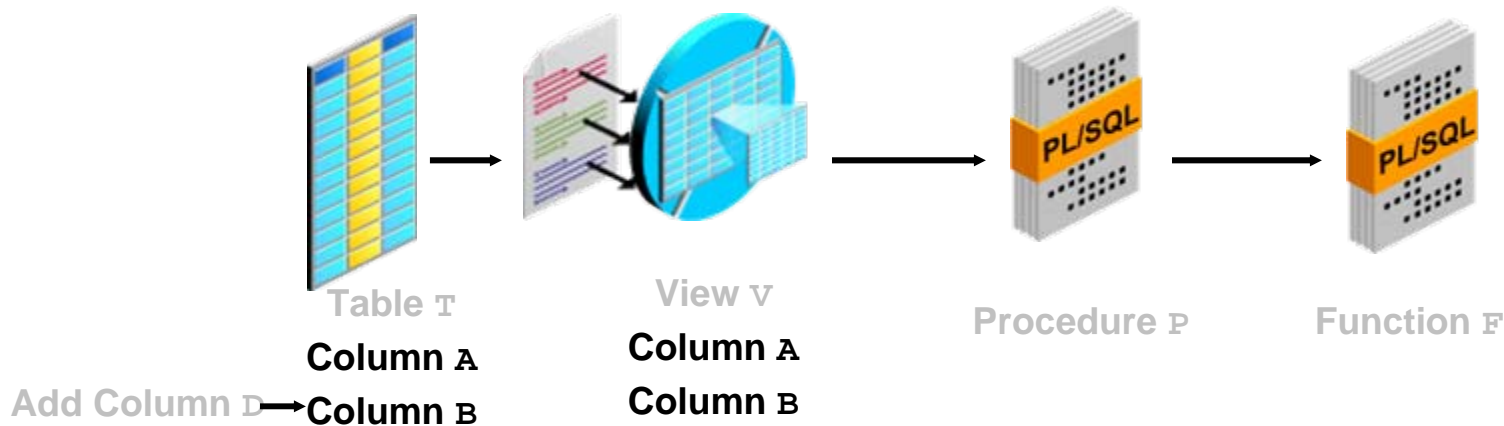 PL/SQL
PL/SQL
Table T
View V
Procedure P
Function F
Column A
Column A
Add Column D
Column B
Column B